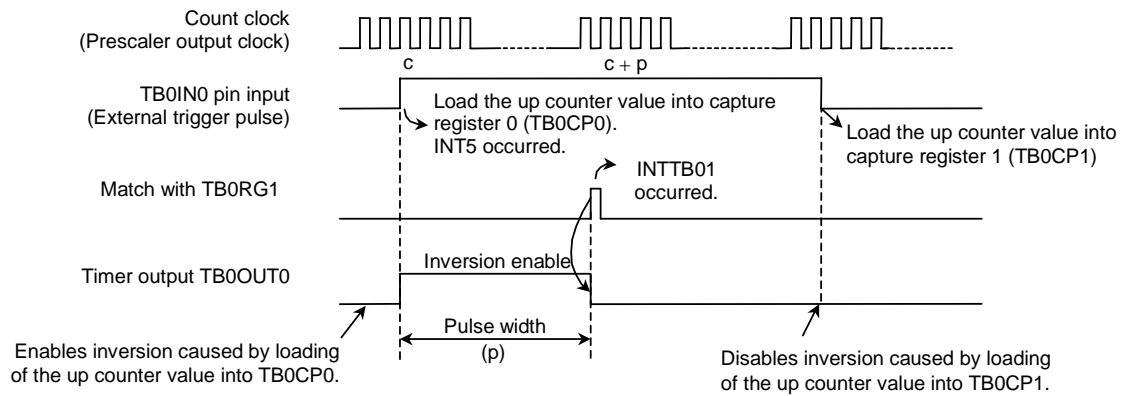 Count clock
(Prescaler output clock)
c
c + p
TB0IN0 pin input
(External trigger pulse)
Load the up counter value into capture
register 0 (TB0CP0).
INT5 occurred.
Load the up counter value into
capture register 1 (TB0CP1)
Match with TB0RG1
INTTB01
occurred.
Timer output TB0OUT0
Inversion enable
Pulse width
(p)
Enables inversion caused by loading
of the up counter value into TB0CP0.
Disables inversion caused by loading
of the up counter value into TB0CP1.